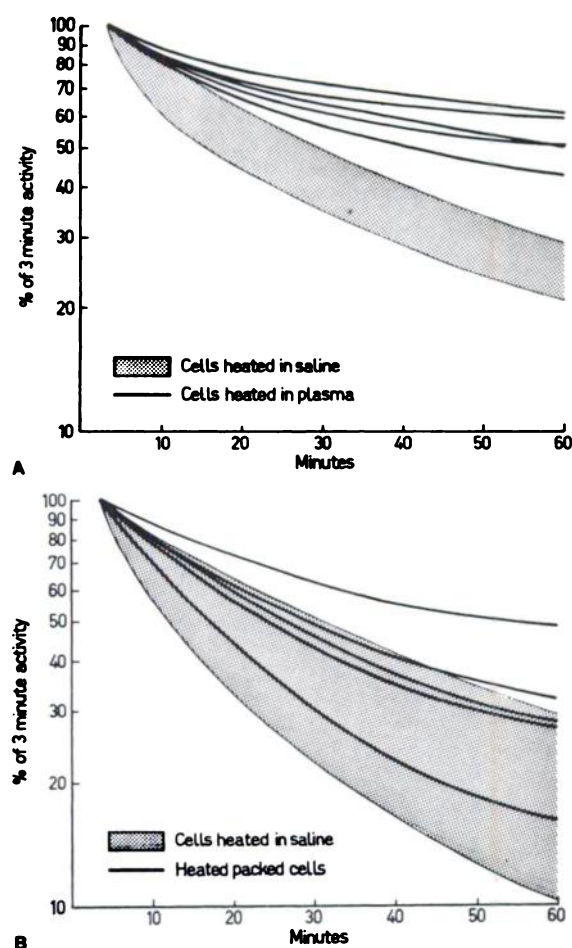 100
90
80
70
60
50
40
30
20
10
% of 3 minute activity
Cells heated in saline
Cells heated in plasma
10 20 30 40 50 60
Minutes
A
100
90
80
70
60
50
40
30
20
10
% of 3 minute activity
Cells heated in saline
Heated packed cells
10 20 30 40 50 60
Minutes
B